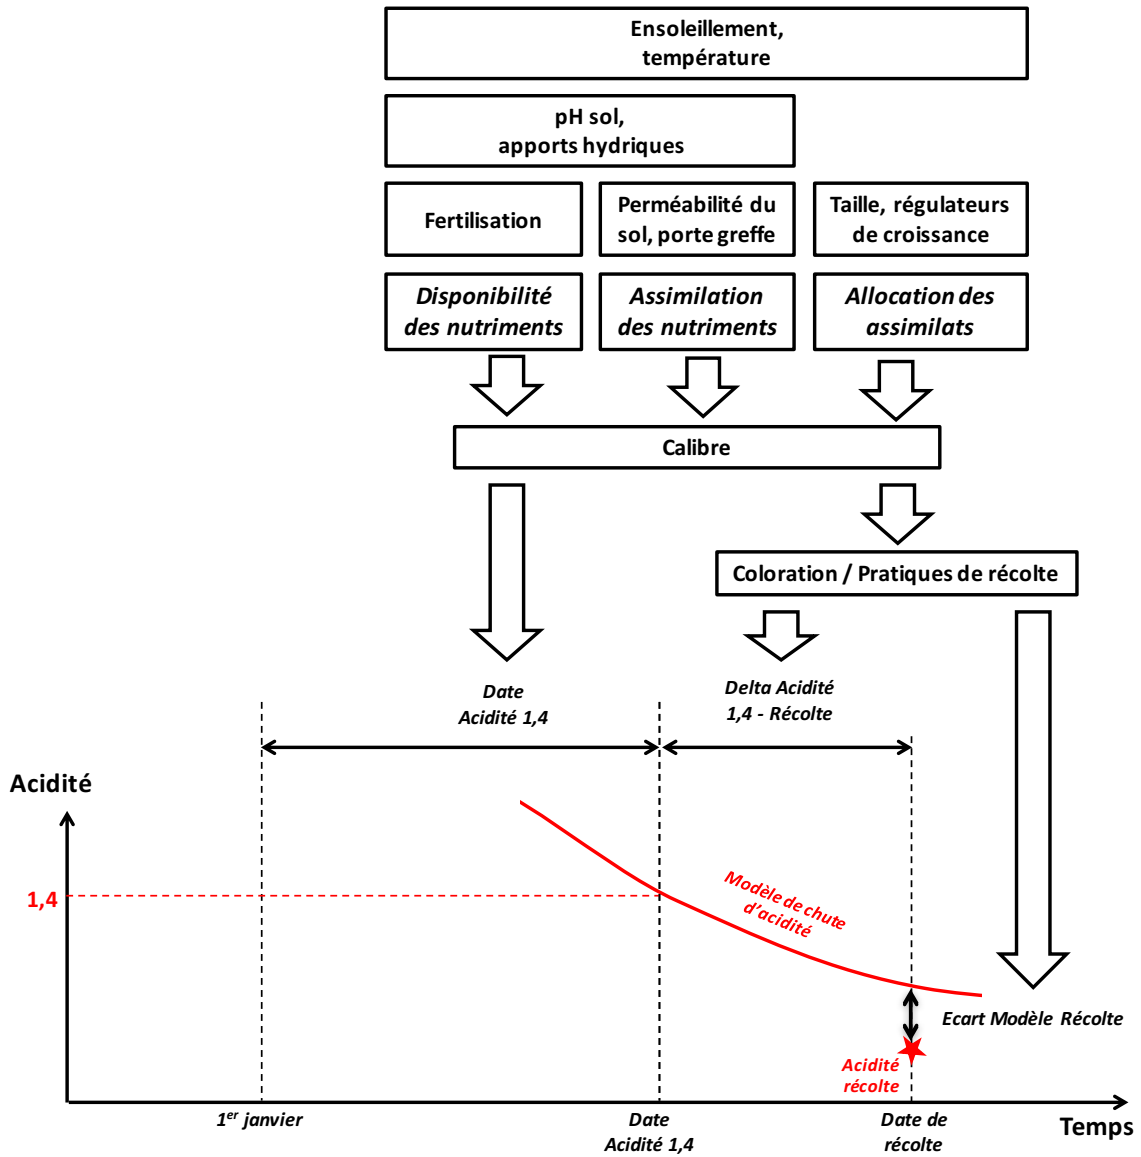 Ensoleillement,
température
pH sol,
apports hydriques
Fertilisation
Perméabilité du
sol, porte greffe
Taille, régulateurs
de croissance
Disponibilité
des nutriments
Assimilation
des nutriments
Allocation des
assimilats
Calibre
Coloration / Pratiques de récolte
Date
Acidité 1,4
Delta Acidité
1,4 - Récolte
Acidité
1,4
Modèle de chute
d'acidité
Ecart Modèle Récolte
Acidité
récolte
1er janvier
Date
Acidité 1,4
Date de
récolte
Temps